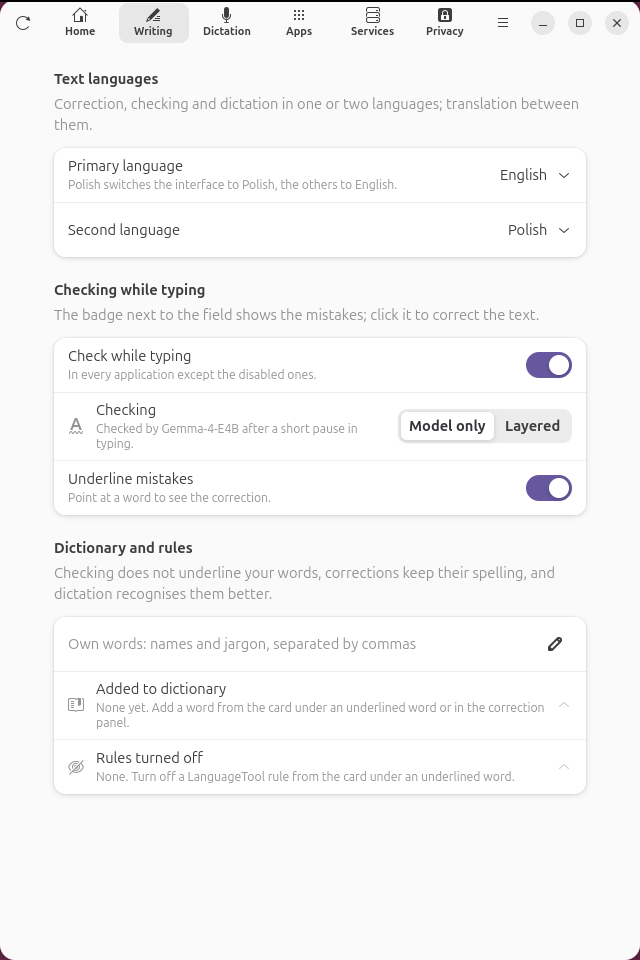 Home
Writing
Dictation
Apps
Services
Privacy
Text languages
Correction, checking and dictation in one or two languages; translation between
them.
Primary language
Polish switches the interface to Polish, the others to English.
English
Second language
Polish
Checking while typing
The badge next to the field shows the mistakes; click it to correct the text.
Check while typing
In every application except the disabled ones.
Checking
Checked by Gemma-4-E4B after a short pause in
typing.
Model only
Layered
Underline mistakes
Point at a word to see the correction.
Dictionary and rules
Checking does not underline your words, corrections keep their spelling, and
dictation recognises them better.
Own words: names and jargon, separated by commas
Added to dictionary
None yet. Add a word from the card under an underlined word or in the correction
panel.
Rules turned off
None. Turn off a LanguageTool rule from the card under an underlined word.